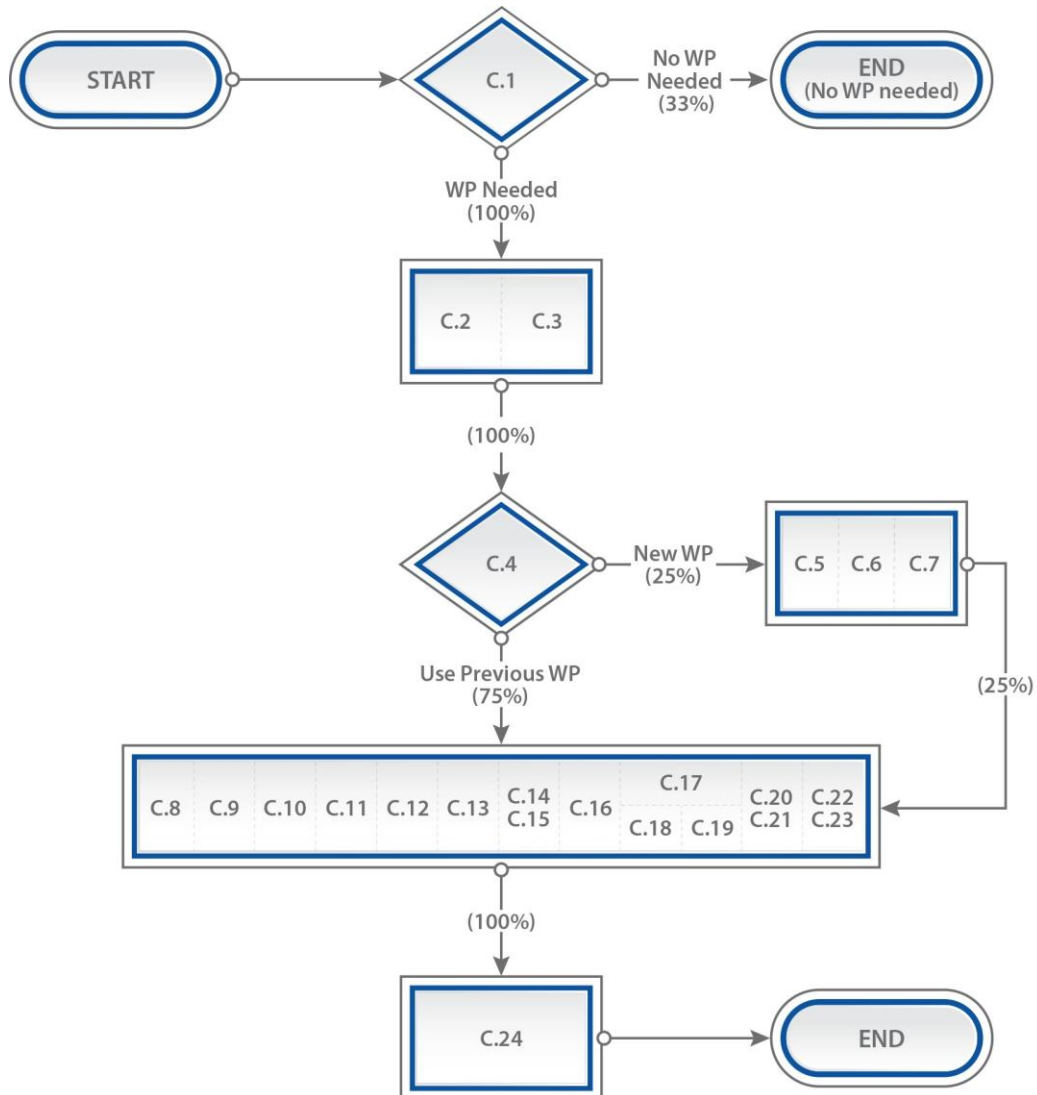 START
C.1
No WP
Needed
(33%)
END
(No WP needed)
WP Needed
(100%)
C.2
C.3
(100%)
C.4
New WP
(25%)
C.5
C.6
C.7
(25%)
Use Previous WP
(75%)
C.8
C.9
C.10
C.11
C.12
C.13
C.14
C.15
C.16
C.17
C.18
C.19
C.20
C.21
C.22
C.23
(100%)
C.24
END